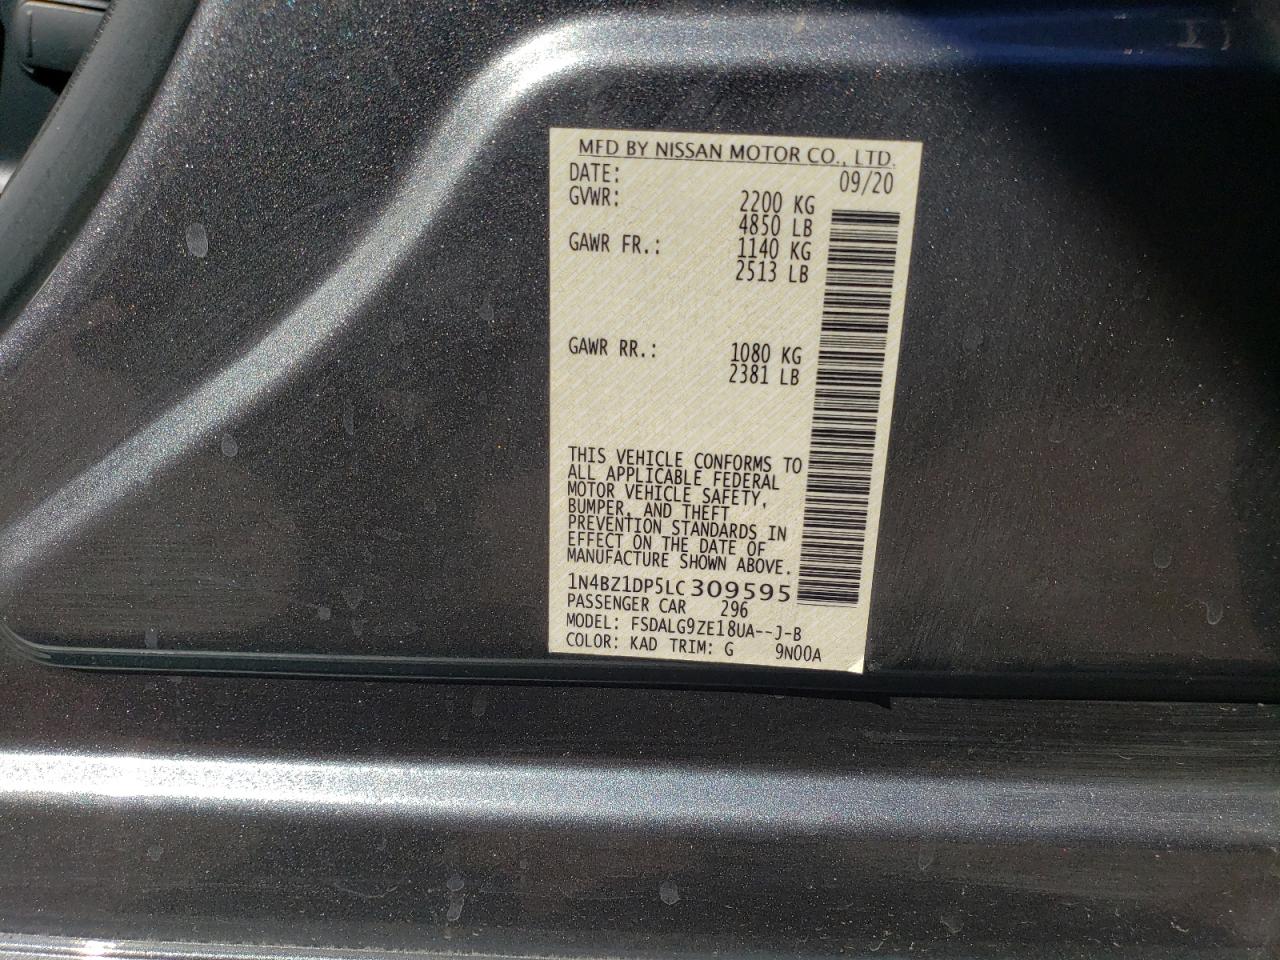 MFD BY NISSAN MOTOR CO., LTD.
DATE: 09/20
GVWR: 2200 KG
4850 LB
GAWR FR.: 1140 KG
2513 LB
GAWR RR.: 1080 KG
2381 LB
THIS VEHICLE CONFORMS TO
ALL APPLICABLE FEDERAL
MOTOR VEHICLE SAFETY,
BUMPER, AND THEFT
PREVENTION STANDARDS IN
EFFECT ON THE DATE OF
MANUFACTURE SHOWN ABOVE.
1N4BZ1DP5LC309595
PASSENGER CAR 296
MODEL: FSDALG9ZE18UA--J-B
COLOR: KAD TRIM: G 9N00A